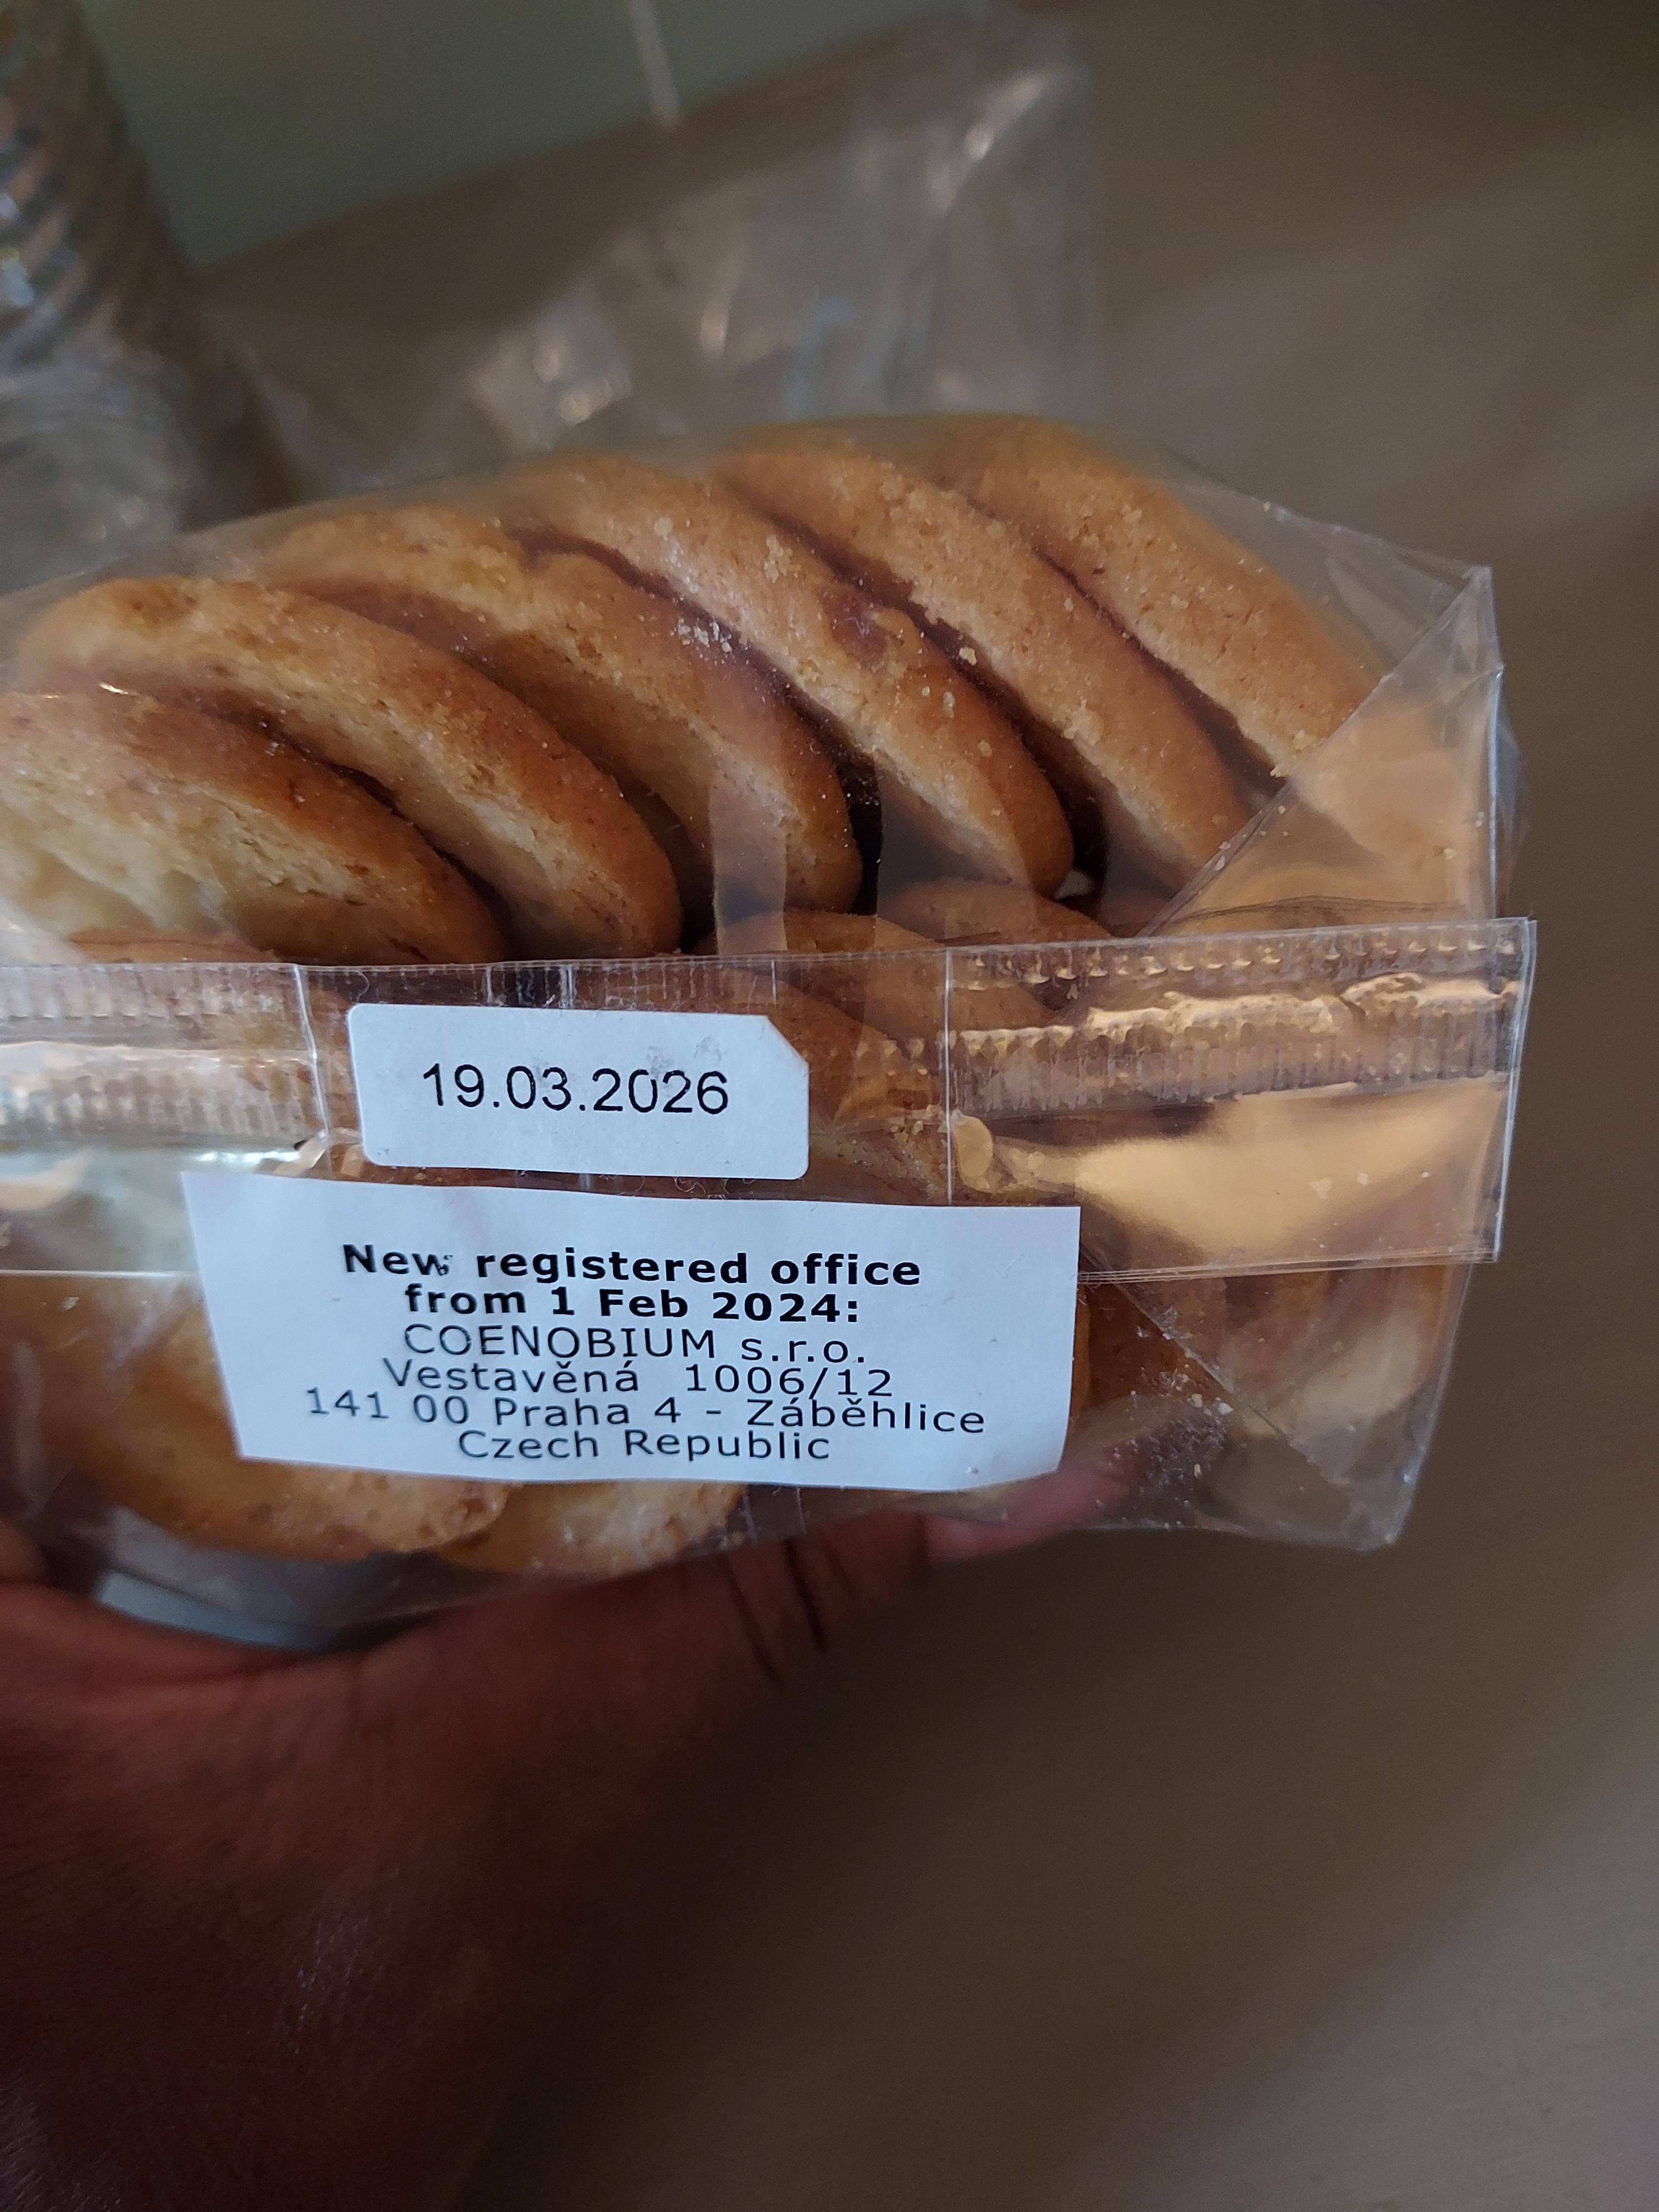 19.03.2026
New registered office
from 1 Feb 2024:
COENOBIUM s.r.o.
Vestavěná 1006/12
141 00 Praha 4 - Záběhlice
Czech Republic